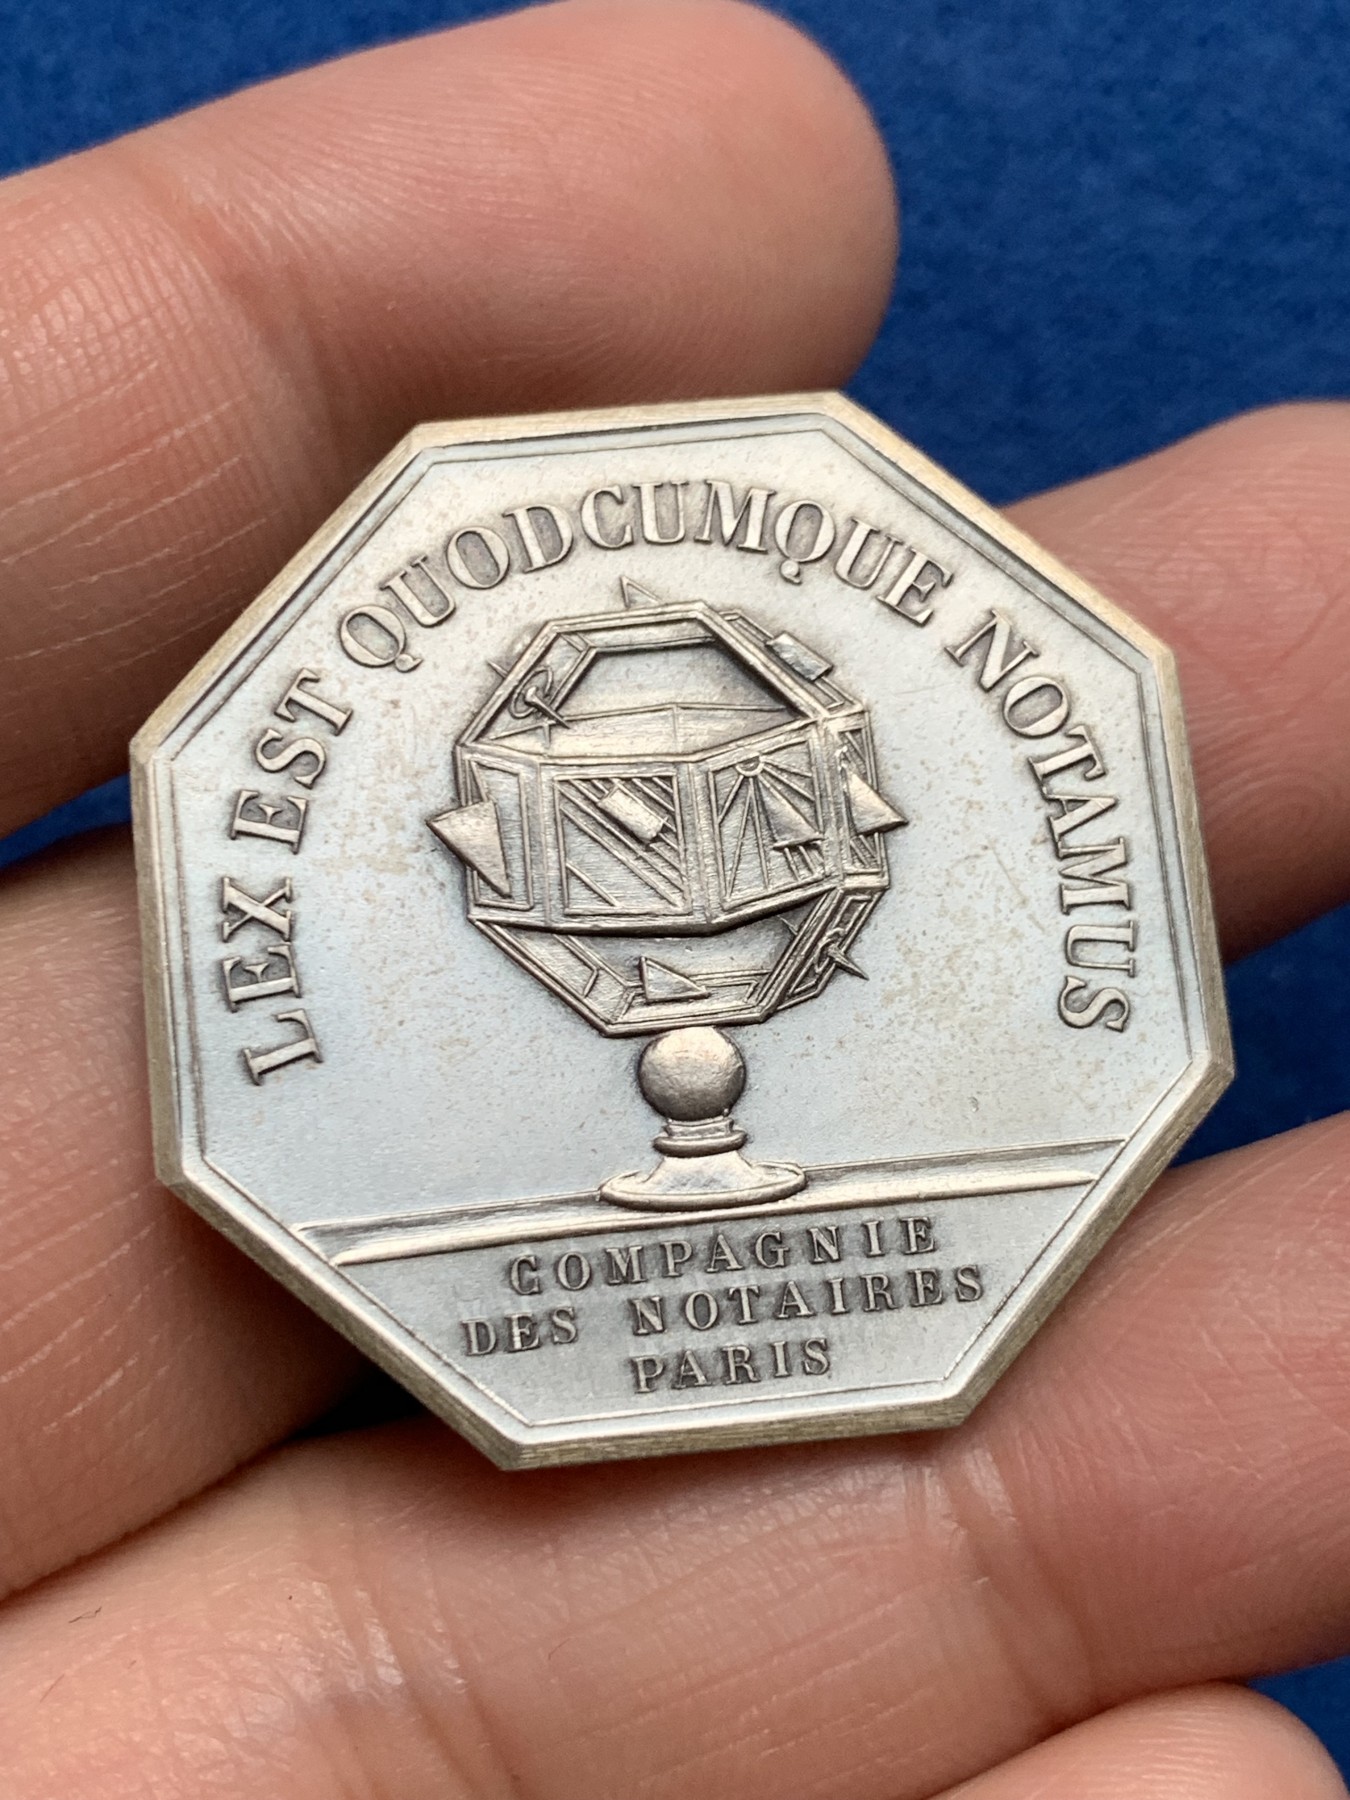 LEX EST QUODCUMQUE NOTAMUS
COMPAGNIE
DES NOTAIRES
PARIS